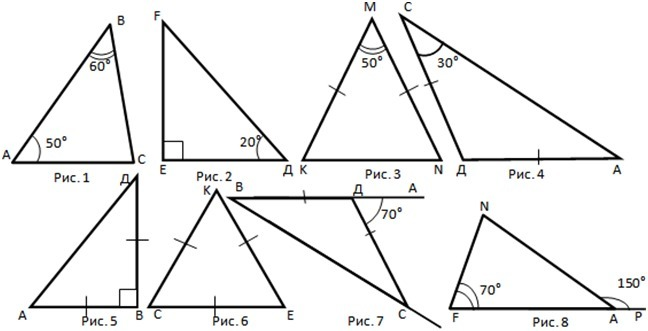 B
60°
50°
A
C
Рис. 1
F
20°
E
Д
Рис. 2
M
50°
K
N
Рис. 3
C
30°
Д
A
Рис. 4
Д
A
B
Рис. 5
K
C
E
Рис. 6
B
Д
A
70°
C
Рис. 7
N
70°
150°
F
A
P
Рис. 8